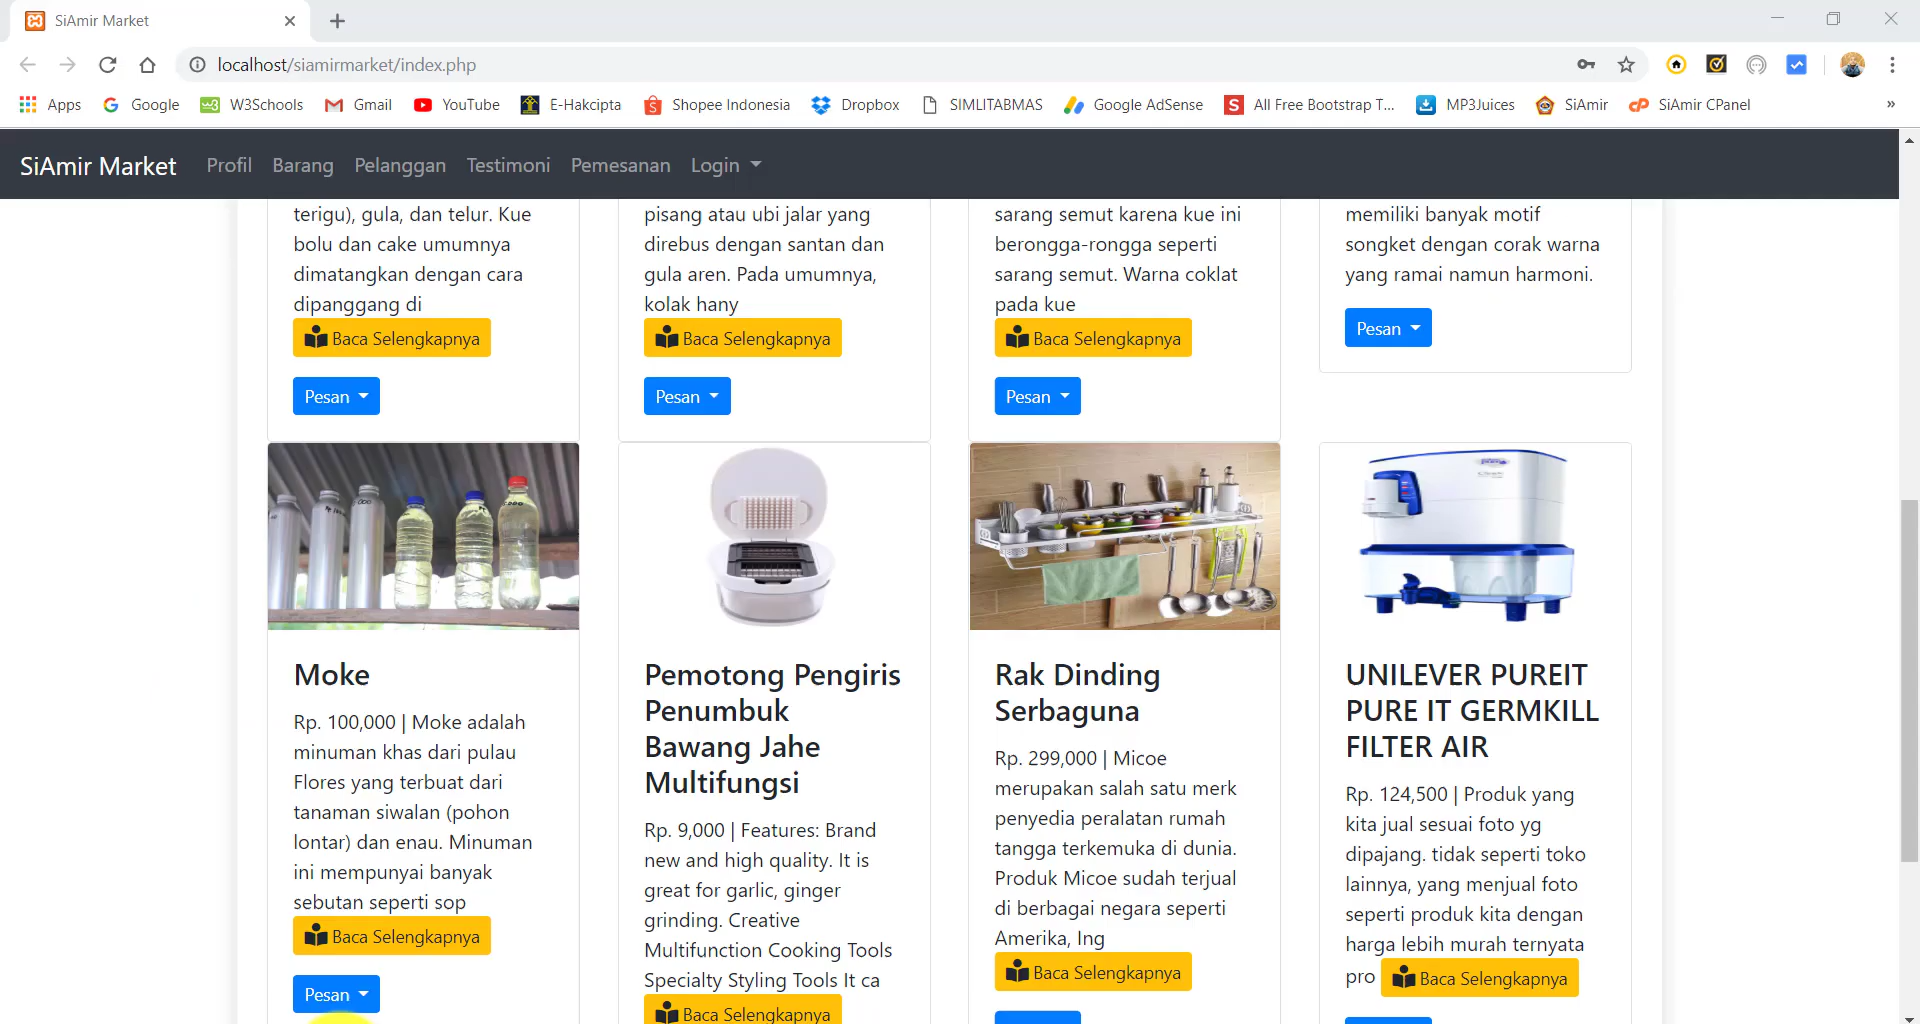 SiAmir Market
localhost/siamirmarket/index.php
Apps
Google
W3Schools
Gmail
YouTube
E-Hakcipta
Shopee Indonesia
Dropbox
SIMLITABMAS
Google AdSense
All Free Bootstrap T...
MP3Juices
SiAmir
SiAmir CPanel
»
SiAmir Market
Profil
Barang
Pelanggan
Testimoni
Pemesanan
Login
terigu), gula, dan telur. Kue
bolu dan cake umumnya
dimatangkan dengan cara
dipanggang di
Baca Selengkapnya
Pesan
pisang atau ubi jalar yang
direbus dengan santan dan
gula aren. Pada umumnya,
kolak hany
Baca Selengkapnya
Pesan
sarang semut karena kue ini
berongga-rongga seperti
sarang semut. Warna coklat
pada kue
Baca Selengkapnya
Pesan
memiliki banyak motif
songket dengan corak warna
yang ramai namun harmoni.
Pesan
Moke
Rp. 100,000 | Moke adalah
minuman khas dari pulau
Flores yang terbuat dari
tanaman siwalan (pohon
lontar) dan enau. Minuman
ini mempunyai banyak
sebutan seperti sop
Baca Selengkapnya
Pesan
Pemotong Pengiris
Penumbuk
Bawang Jahe
Multifungsi
Rp. 9,000 | Features: Brand
new and high quality. It is
great for garlic, ginger
grinding. Creative
Multifunction Cooking Tools
Specialty Styling Tools It ca
Baca Selengkapnya
Rak Dinding
Serbaguna
Rp. 299,000 | Micoe
merupakan salah satu merk
penyedia peralatan rumah
tangga terkemuka di dunia.
Produk Micoe sudah terjual
di berbagai negara seperti
Amerika, Ing
Baca Selengkapnya
UNILEVER PUREIT
PURE IT GERMKILL
FILTER AIR
Rp. 124,500 | Produk yang
kita jual sesuai foto yg
dipajang. tidak seperti toko
lainnya, yang menjual foto
seperti produk kita dengan
harga lebih murah ternyata
pro Baca Selengkapnya